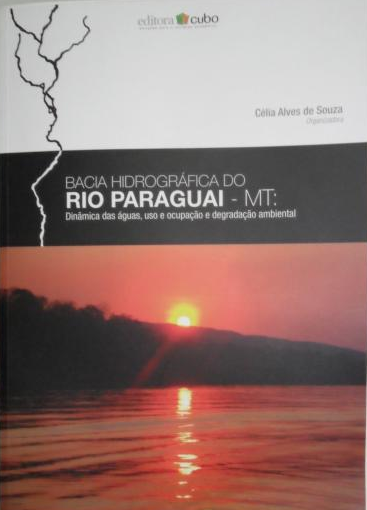 editora cubo
Célia Alves de Souza
Organizadora
BACIA HIDROGRÁFICA DO
RIO PARAGUAI - MT:
Dinâmica das águas, uso e ocupação e degradação ambiental